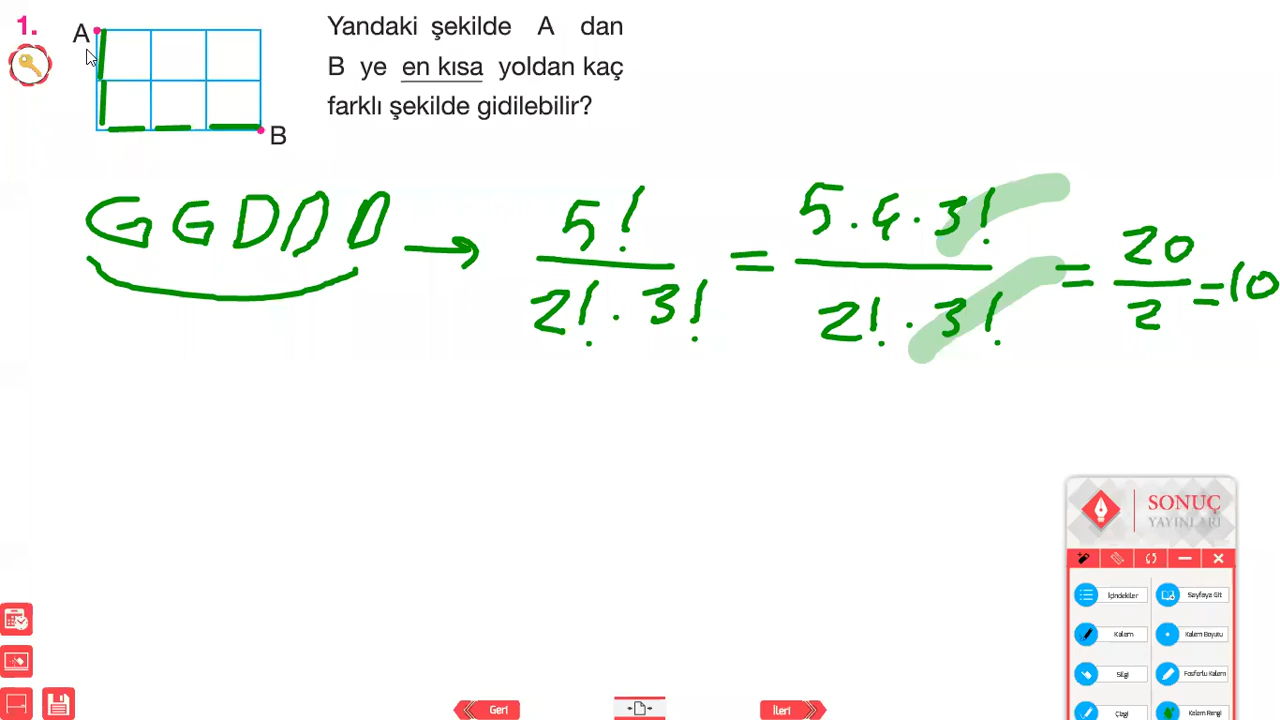 1.
A
B
Yandaki şekilde A dan
B ye en kısa yoldan kaç
farklı şekilde gidilebilir?
GGDDD → 5! / 2! . 3! = 5 . 4 . 3! / 2! . 3! = 20 / 2 = 10
SONUÇ
YAYINLARI
İçindekiler
Sayfaya Git
Kalem
Kalem Boyutu
Silgi
Fosforlu Kalem
Çizgi
Kalem Rengi
Geri
İleri